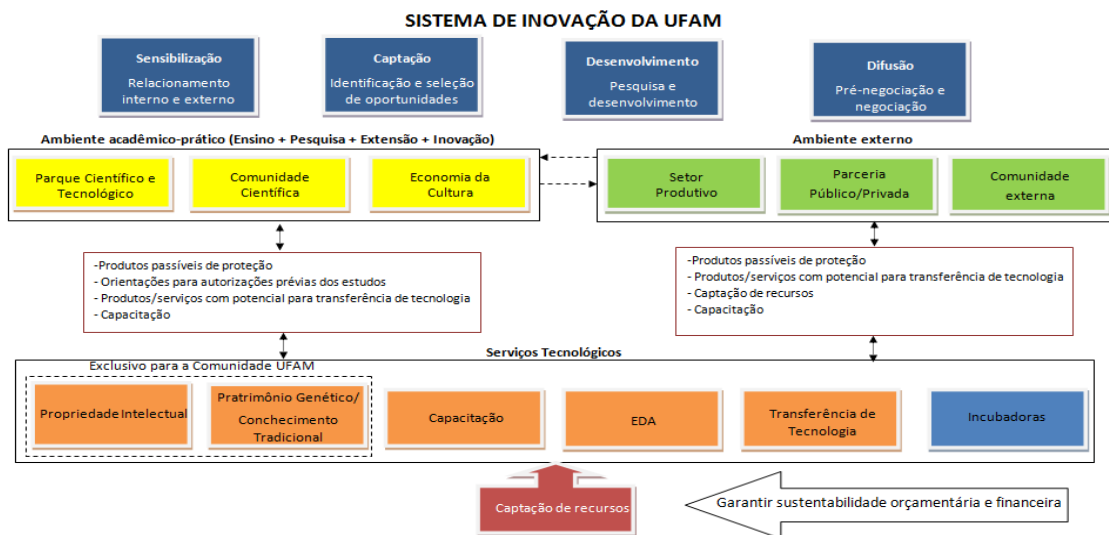 SISTEMA DE INOVAÇÃO DA UFAM
Sensibilização
Relacionamento
interno e externo
Captação
Identificação e seleção
de oportunidades
Desenvolvimento
Pesquisa e
desenvolvimento
Difusão
Pré-negociação e
negociação
Ambiente acadêmico-prático (Ensino + Pesquisa + Extensão + Inovação)
Parque Científico e
Tecnológico
Comunidade
Científica
Economia da
Cultura
Ambiente externo
Setor
Produtivo
Parceria
Público/Privada
Comunidade
externa
-Produtos passíveis de proteção
- Orientações para autorizações prévias dos estudos
- Produtos/serviços com potencial para transferência de tecnologia
- Capacitação
-Produtos passíveis de proteção
- Produtos/serviços com potencial para transferência de tecnologia
- Captação de recursos
- Capacitação
Serviços Tecnológicos
Exclusivo para a Comunidade UFAM
Propriedade Intelectual
Pratrimônio Genético/
Conchecimento
Tradicional
Capacitação
EDA
Transferência de
Tecnologia
Incubadoras
Captação de recursos
Garantir sustentabilidade orçamentária e financeira